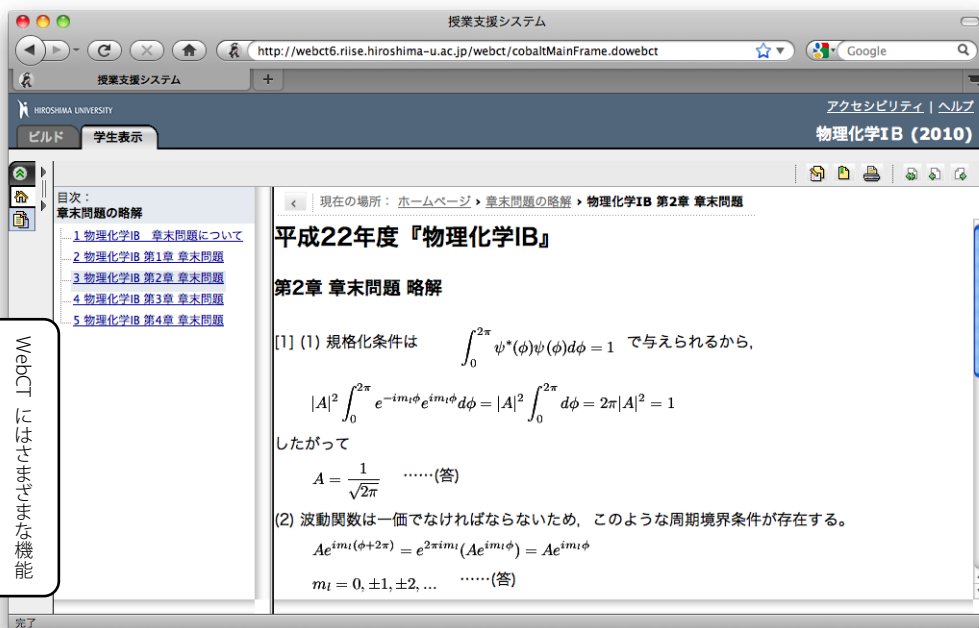 授業支援システム
http://webct6.riise.hiroshima-u.ac.jp/webct/cobaltMainFrame.dowebct
Google
授業支援システム
+
HIROSHIMA UNIVERSITY
アクセシビリティ | ヘルプ
ビルド 学生表示
物理化学IB (2010)
目次：
章末問題の略解
1 物理化学IB　章末問題について
2 物理化学IB 第1章 章末問題
3 物理化学IB 第2章 章末問題
4 物理化学IB 第3章 章末問題
5 物理化学IB 第4章 章末問題
現在の場所： ホームページ › 章末問題の略解 › 物理化学IB 第2章 章末問題
平成22年度『物理化学IB』
第2章 章末問題 略解
[1] (1) 規格化条件は ∫_0^{2π} ψ*(ϕ)ψ(ϕ)dϕ = 1 で与えられるから，
|A|² ∫_0^{2π} e^{-im_lϕ} e^{im_lϕ} dϕ = |A|² ∫_0^{2π} dϕ = 2π|A|² = 1
したがって
A = 1/√(2π) ……(答)
(2) 波動関数は一価でなければならないため，このような周期境界条件が存在する。
Ae^{im_l(ϕ+2π)} = e^{2πim_l}(Ae^{im_lϕ}) = Ae^{im_lϕ}
m_l = 0, ±1, ±2, ... ……(答)
WebCT にはさまざまな機能
完了